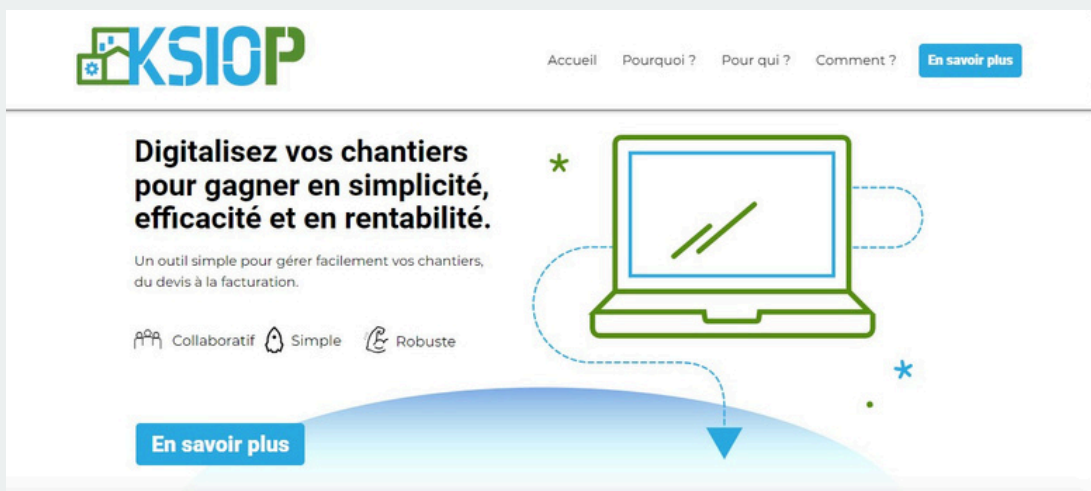 KSIOP
Accueil Pourquoi ? Pour qui ? Comment ? En savoir plus
Digitalisez vos chantiers
pour gagner en simplicité,
efficacité et en rentabilité.
Un outil simple pour gérer facilement vos chantiers,
du devis à la facturation.
Collaboratif Simple Robuste
En savoir plus